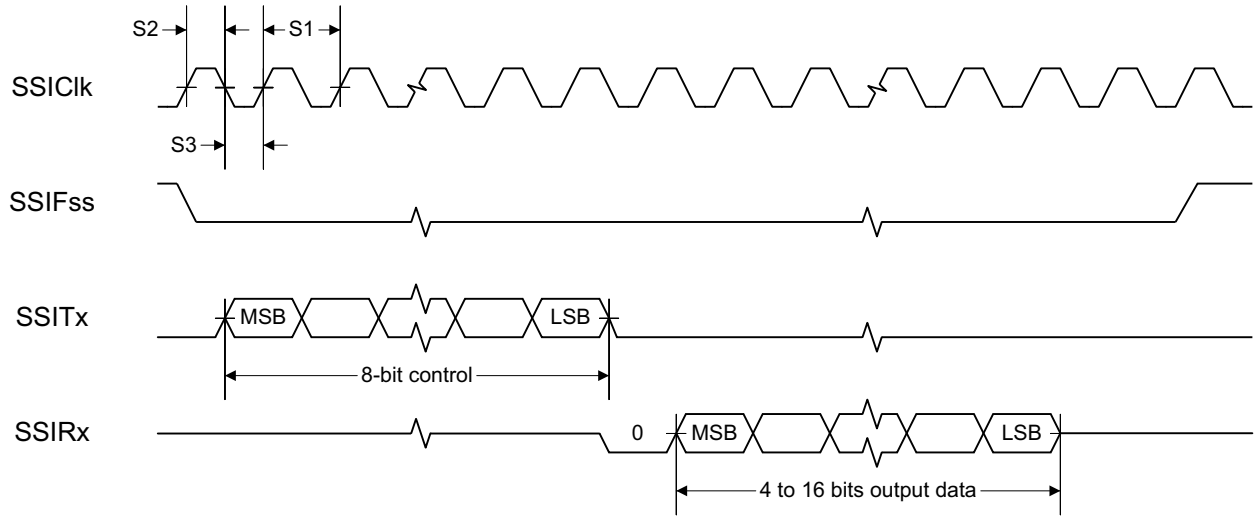 S2
S1
SSIClk
S3
SSIFss
SSITx
MSB
LSB
8-bit control
SSIRx
0
MSB
LSB
4 to 16 bits output data